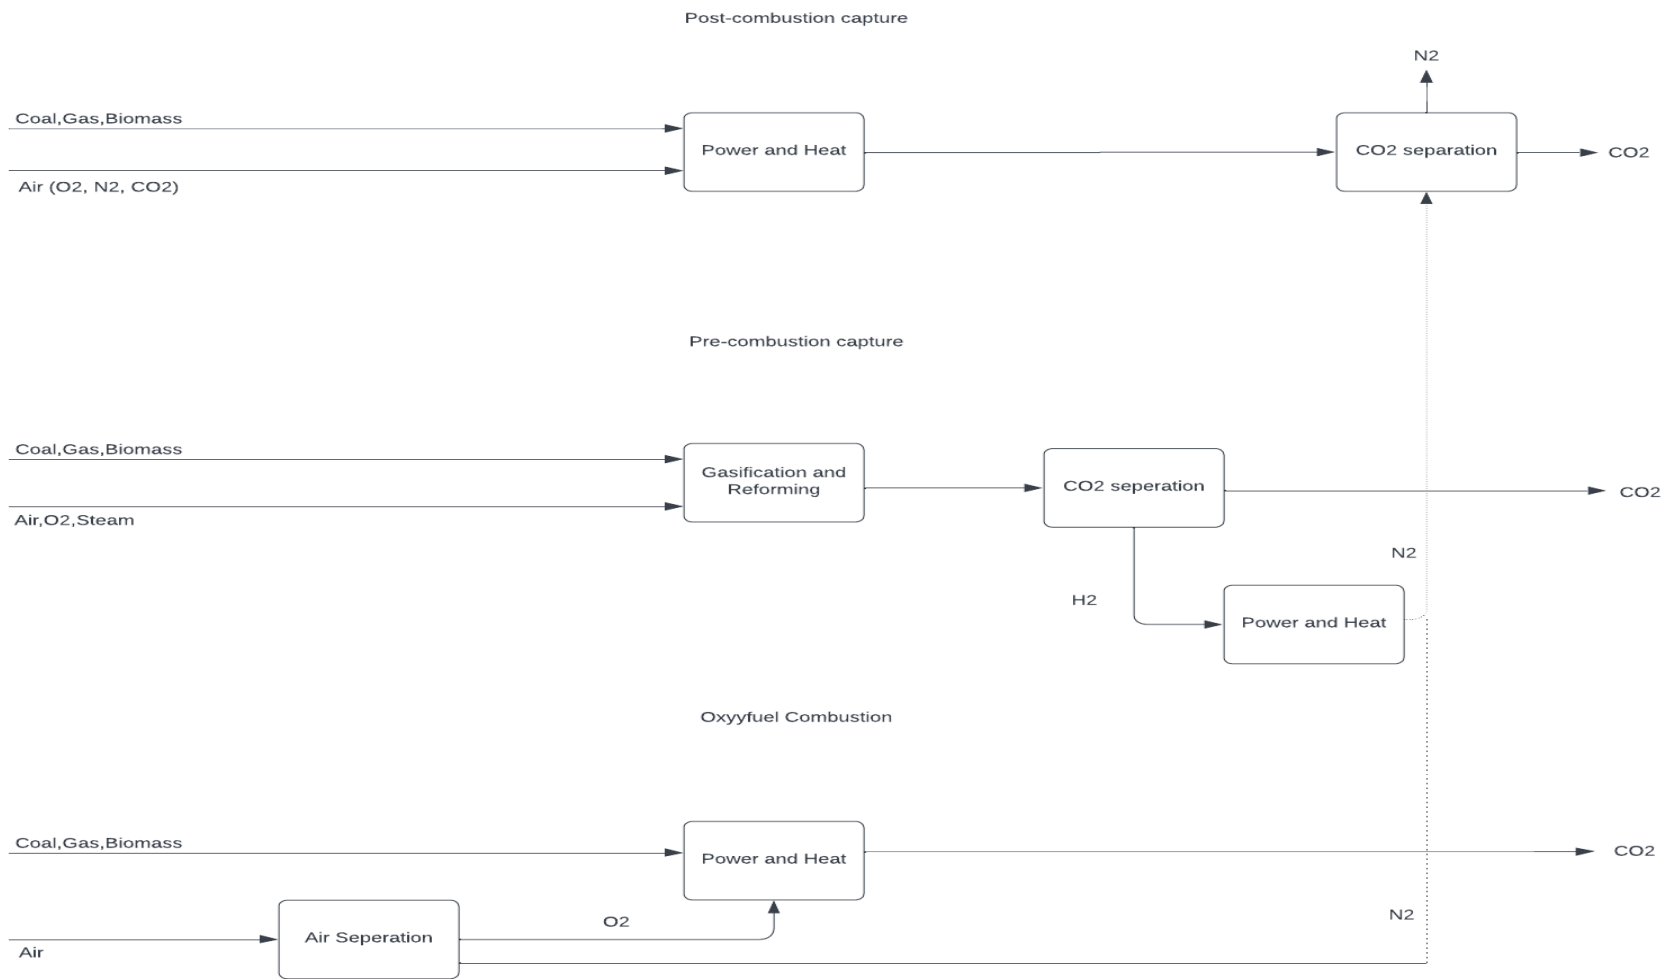 Post-combustion capture
N2
Coal,Gas,Biomass
Power and Heat
CO2 separation
CO2
Air (O2, N2, CO2)
Pre-combustion capture
Coal,Gas,Biomass
Gasification and
Reforming
CO2 seperation
CO2
Air,O2,Steam
N2
H2
Power and Heat
Oxyyfuel Combustion
Coal,Gas,Biomass
Power and Heat
CO2
N2
O2
Air Seperation
Air